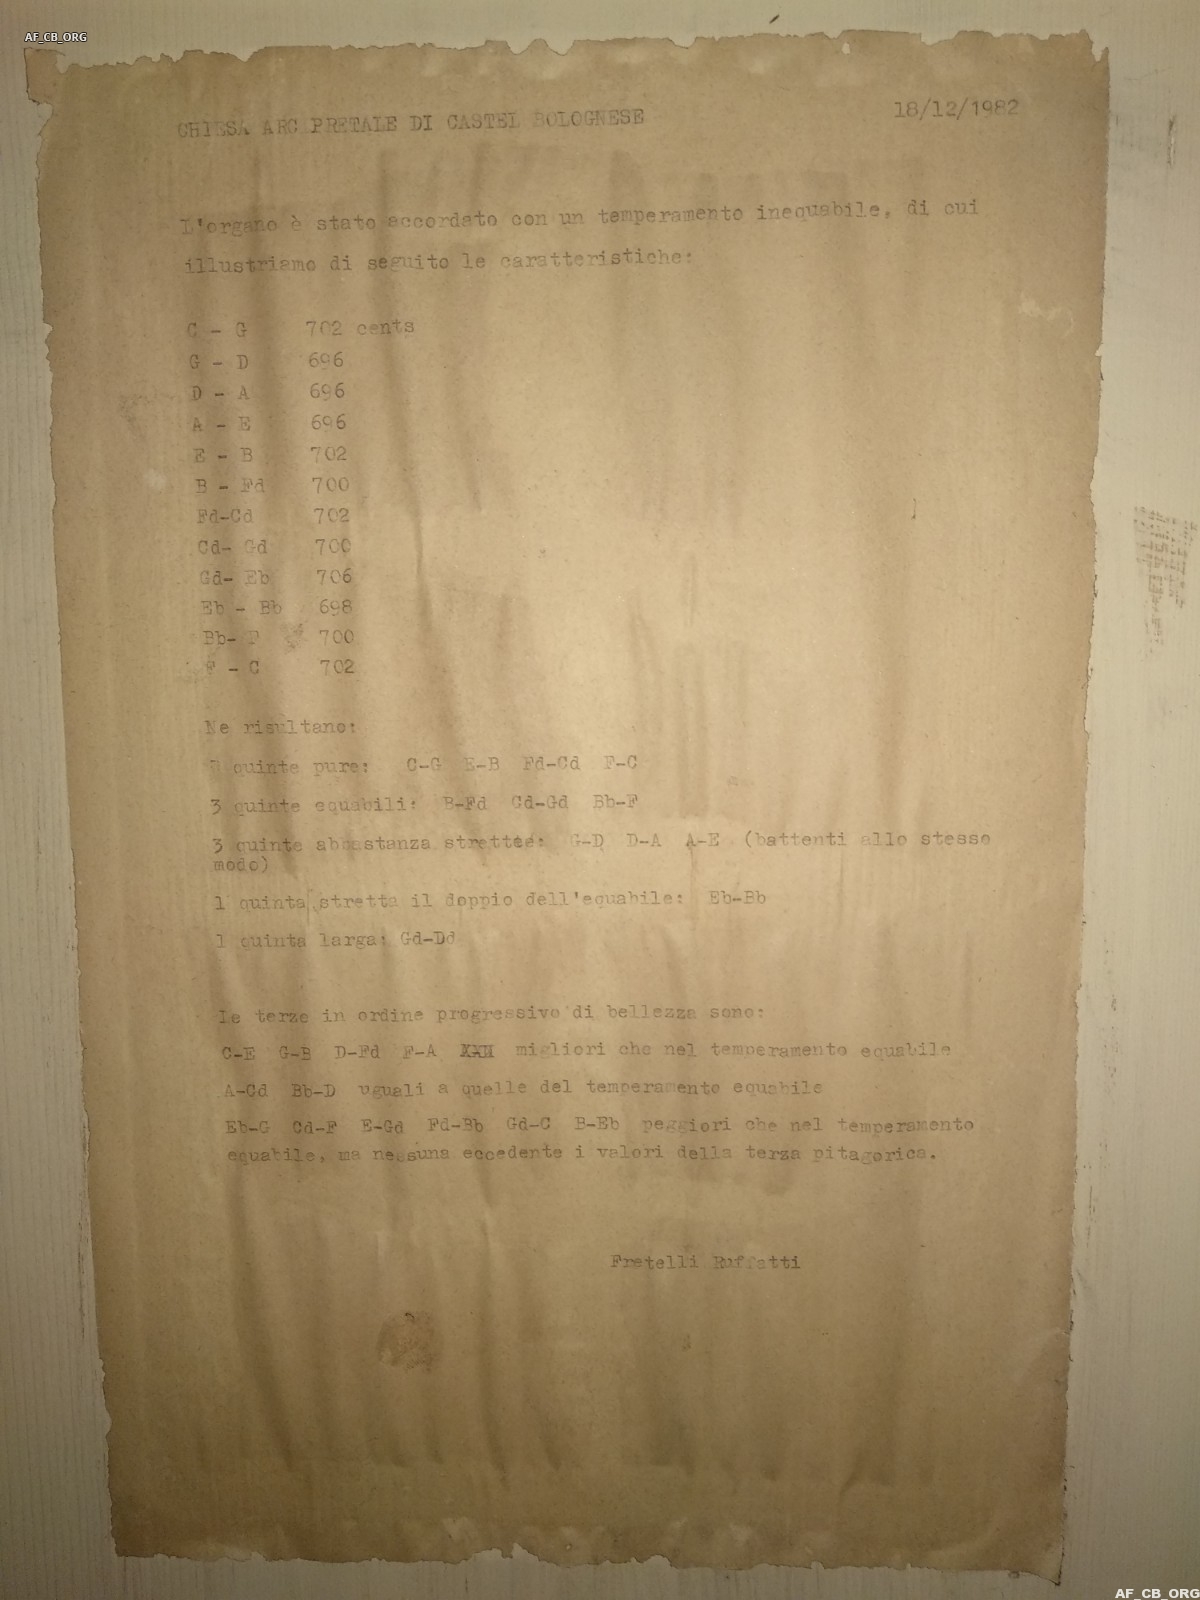 AF_CB_ORG
CHIESA ARC PRETALE DI CASTEL BOLOGNESE
18/12/1982
L'organo è stato accordato con un temperamento inequabile, di cui
illustriamo di seguito le caratteristiche:
C - G 702 cents
G - D 696
D - A 696
A - E 696
E - B 702
B - Fd 700
Fd-Cd 702
Cd- Gd 700
Gd- Eb 706
Eb - Bb 698
Bb- F 700
F - C 702
Ne risultano:
quinte pure: C-G E-B Fd-Cd F-C
3 quinte equabili: B-Fd Cd-Gd Bb-F
3 quinte abbastanza strettee: G-D D-A A-E (battenti allo stesso
modo)
1 quinta stretta il doppio dell'equabile: Eb-Bb
1 quinta larga: Gd-Dd
Le terze in ordine progressivo di bellezza sono:
C-E G-B D-Fd F-A migliori che nel temperamento equabile
A-Cd Bb-D uguali a quelle del temperamento equabile
Eb-G Cd-F E-Gd Fd-Bb Gd-C B-Eb peggiori che nel temperamento
equabile, ma nessuna eccedente i valori della terza pitagorica.
Fratelli Ruffatti
AF_CB_ORG